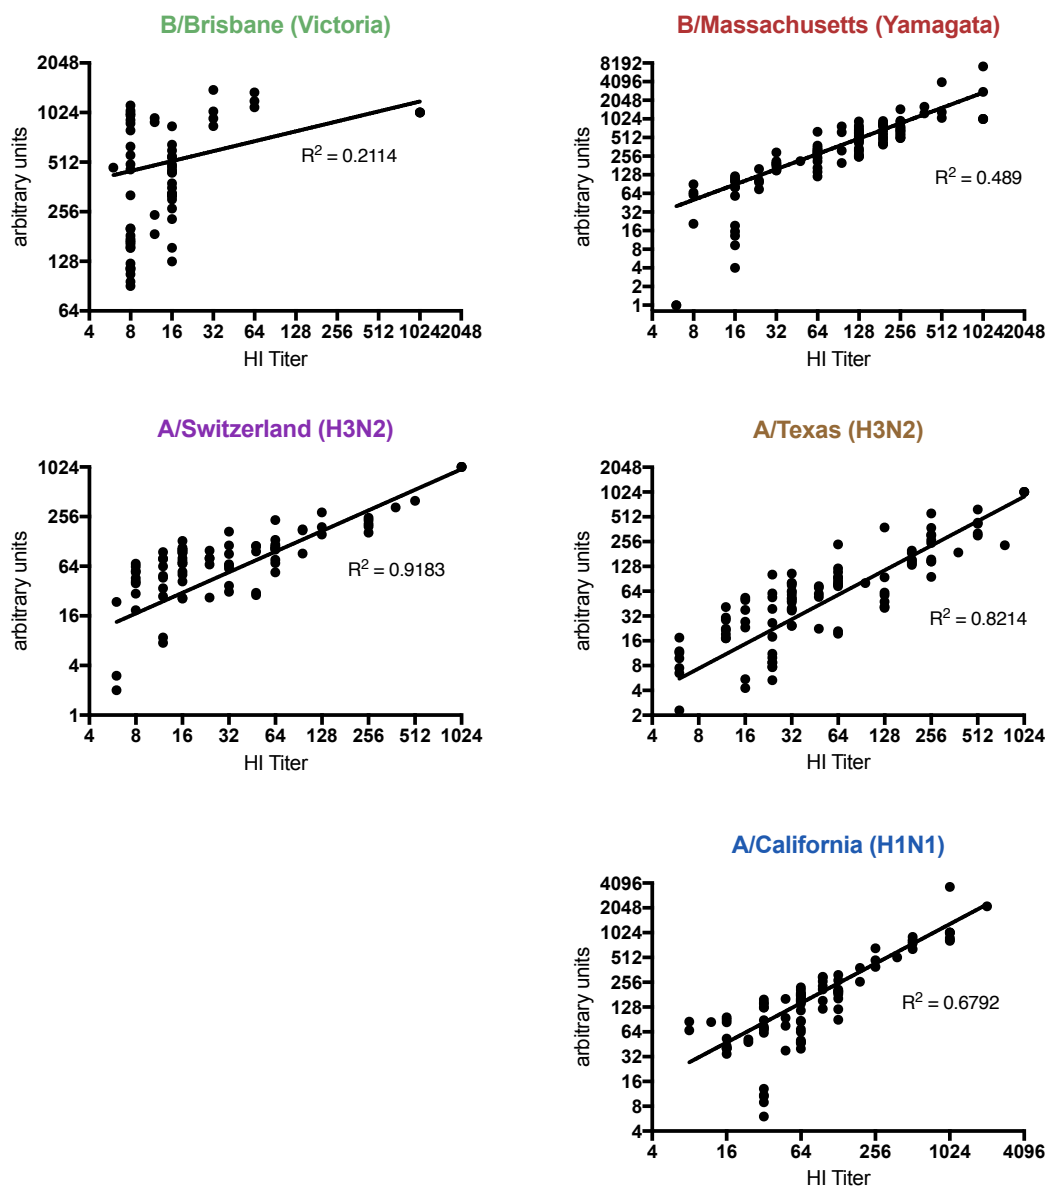 B/Brisbane (Victoria)
2048
1024
512
256
128
64
arbitrary units
R² = 0.2114
4 8 16 32 64 128 256 512 1024 2048
HI Titer
B/Massachusetts (Yamagata)
8192
4096
2048
1024
512
256
128
64
32
16
8
4
2
1
arbitrary units
R² = 0.489
4 8 16 32 64 128 256 512 1024 2048
HI Titer
A/Switzerland (H3N2)
1024
256
64
16
4
1
arbitrary units
R² = 0.9183
4 8 16 32 64 128 256 512 1024
HI Titer
A/Texas (H3N2)
2048
1024
512
256
128
64
32
16
8
4
2
arbitrary units
R² = 0.8214
4 8 16 32 64 128 256 512 1024
HI Titer
A/California (H1N1)
4096
2048
1024
512
256
128
64
32
16
8
4
arbitrary units
R² = 0.6792
4 16 64 256 1024 4096
HI Titer